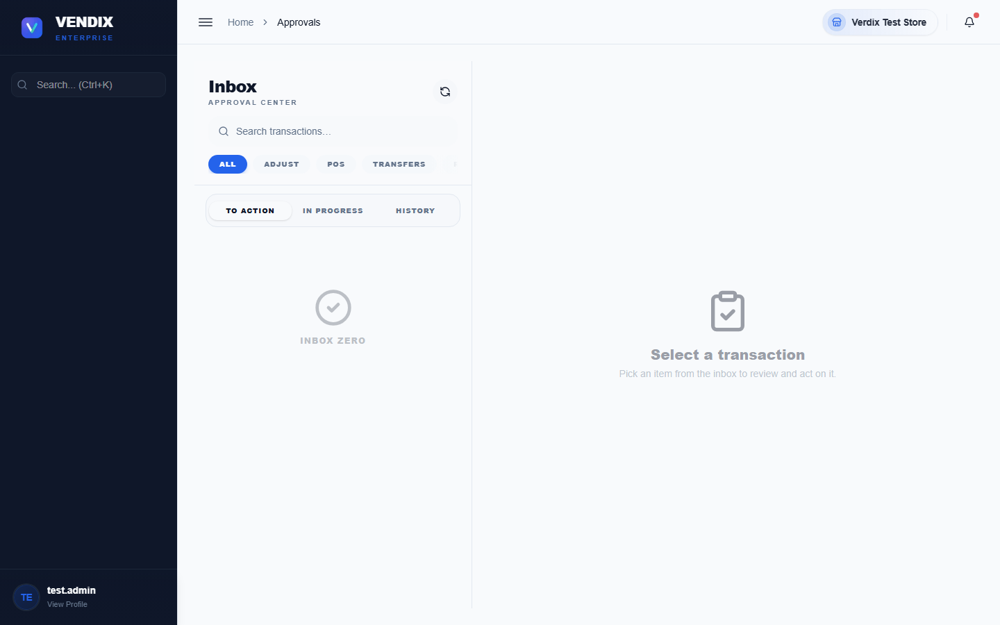 VENDIX
ENTERPRISE
Search... (Ctrl+K)
Home
Approvals
Verdix Test Store
Inbox
APPROVAL CENTER
Search transactions...
ALL
ADJUST
POS
TRANSFERS
TO ACTION
IN PROGRESS
HISTORY
INBOX ZERO
Select a transaction
Pick an item from the inbox to review and act on it.
TE
test.admin
View Profile